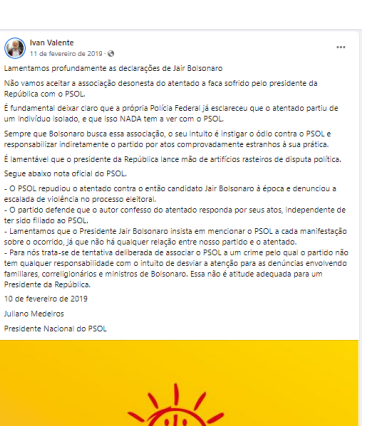 Ivan Valente
11 de fevereiro de 2019 ·
Lamentamos profundamente as declarações de Jair Bolsonaro
Não vamos aceitar a associação desonesta do atentado a faca sofrido pelo presidente da
República com o PSOL.
É fundamental deixar claro que a própria Polícia Federal já esclareceu que o atentado partiu de
um indivíduo isolado, e que isso NADA tem a ver com o PSOL.
Sempre que Bolsonaro busca essa associação, o seu intuito é instigar o ódio contra o PSOL e
responsabilizar indiretamente o partido por atos comprovadamente estranhos à sua prática.
É lamentável que o presidente da República lance mão de artifícios rasteiros de disputa política.
Segue abaixo nota oficial do PSOL.
- O PSOL repudiou o atentado contra o então candidato Jair Bolsonaro à época e denunciou a
escalada de violência no processo eleitoral.
- O partido defende que o autor confesso do atentado responda por seus atos, independente de
ter sido filiado ao PSOL.
- Lamentamos que o Presidente Jair Bolsonaro insista em mencionar o PSOL a cada manifestação
sobre o ocorrido, já que não há qualquer relação entre nosso partido e o atentado.
- Para nós trata-se de tentativa deliberada de associar o PSOL a um crime pelo qual o partido não
tem qualquer responsabilidade com o intuito de desviar a atenção para as denúncias envolvendo
familiares, correligionários e ministros de Bolsonaro. Essa não é atitude adequada para um
Presidente da República.
10 de fevereiro de 2019
Juliano Medeiros
Presidente Nacional do PSOL